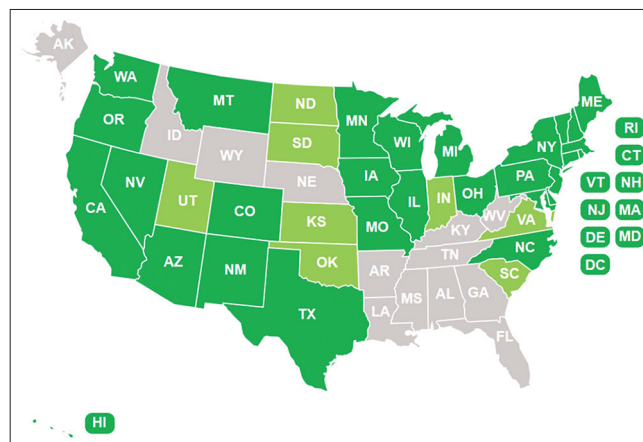 AK
WA
MT
ND
MN
ME
OR
ID
SD
WI
MI
NY
RI
WY
CT
NV
NE
IA
PA
VT
NH
CA
UT
CO
IL
IN
OH
NJ
MA
KS
MO
WV
VA
KY
DE
MD
AZ
NM
OK
AR
TN
NC
DC
SC
TX
MS
AL
GA
LA
FL
HI